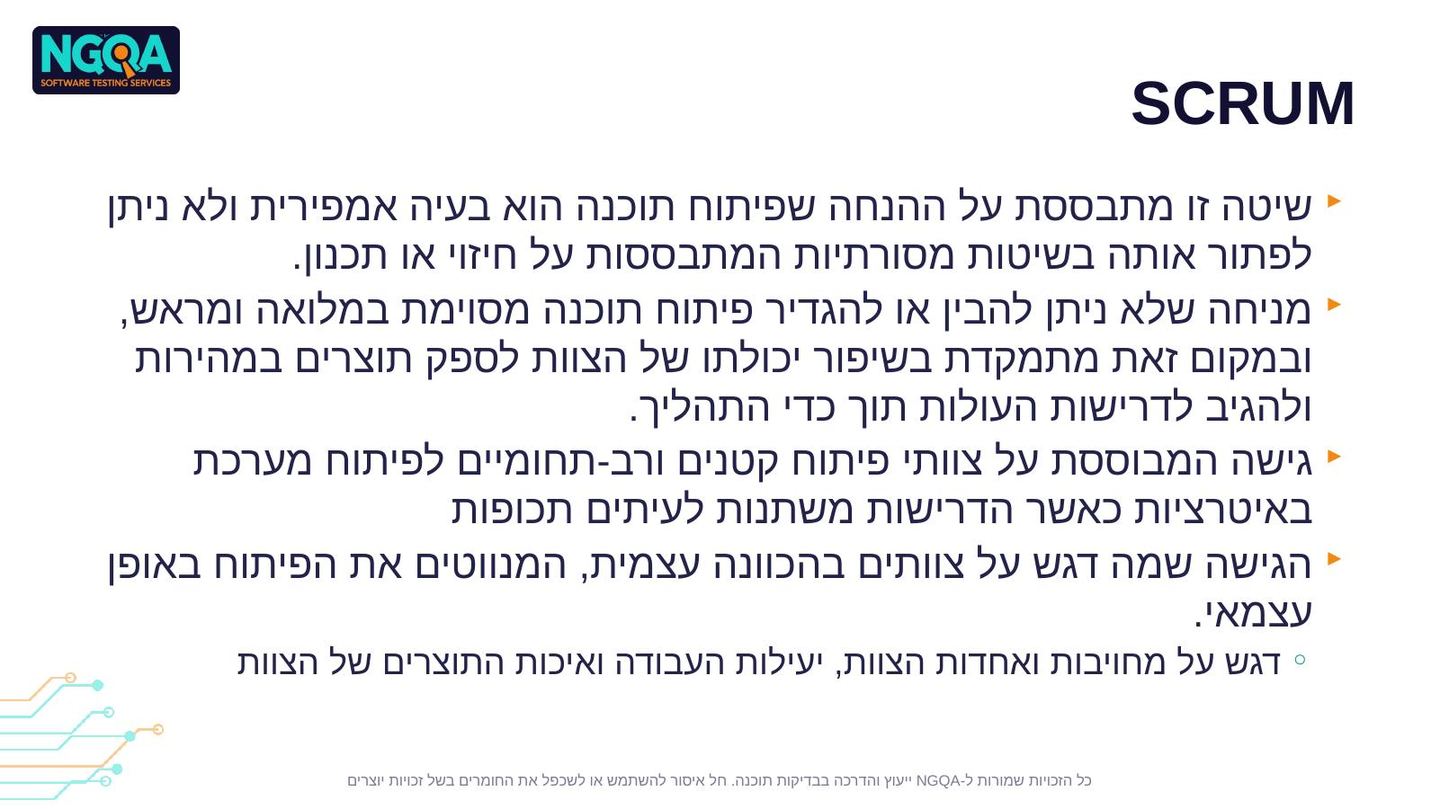 NGQA
SOFTWARE TESTING SERVICES
SCRUM
שיטה זו מתבססת על ההנחה שפיתוח תוכנה הוא בעיה אמפירית ולא ניתן
לפתור אותה בשיטות מסורתיות המתבססות על חיזוי או תכנון.
מניחה שלא ניתן להבין או להגדיר פיתוח תוכנה מסוימת במלואה ומראש,
ובמקום זאת מתמקדת בשיפור יכולתו של הצוות לספק תוצרים במהירות
ולהגיב לדרישות העולות תוך כדי התהליך.
גישה המבוססת על צוותי פיתוח קטנים ורב-תחומיים לפיתוח מערכת
באיטרציות כאשר הדרישות משתנות לעיתים תכופות
הגישה שמה דגש על צוותים בהכוונה עצמית, המנווטים את הפיתוח באופן
עצמאי.
דגש על מחויבות ואחדות הצוות, יעילות העבודה ואיכות התוצרים של הצוות
כל הזכויות שמורות ל-NGQA ייעוץ והדרכה בבדיקות תוכנה. חל איסור להשתמש או לשכפל את החומרים בשל זכויות יוצרים